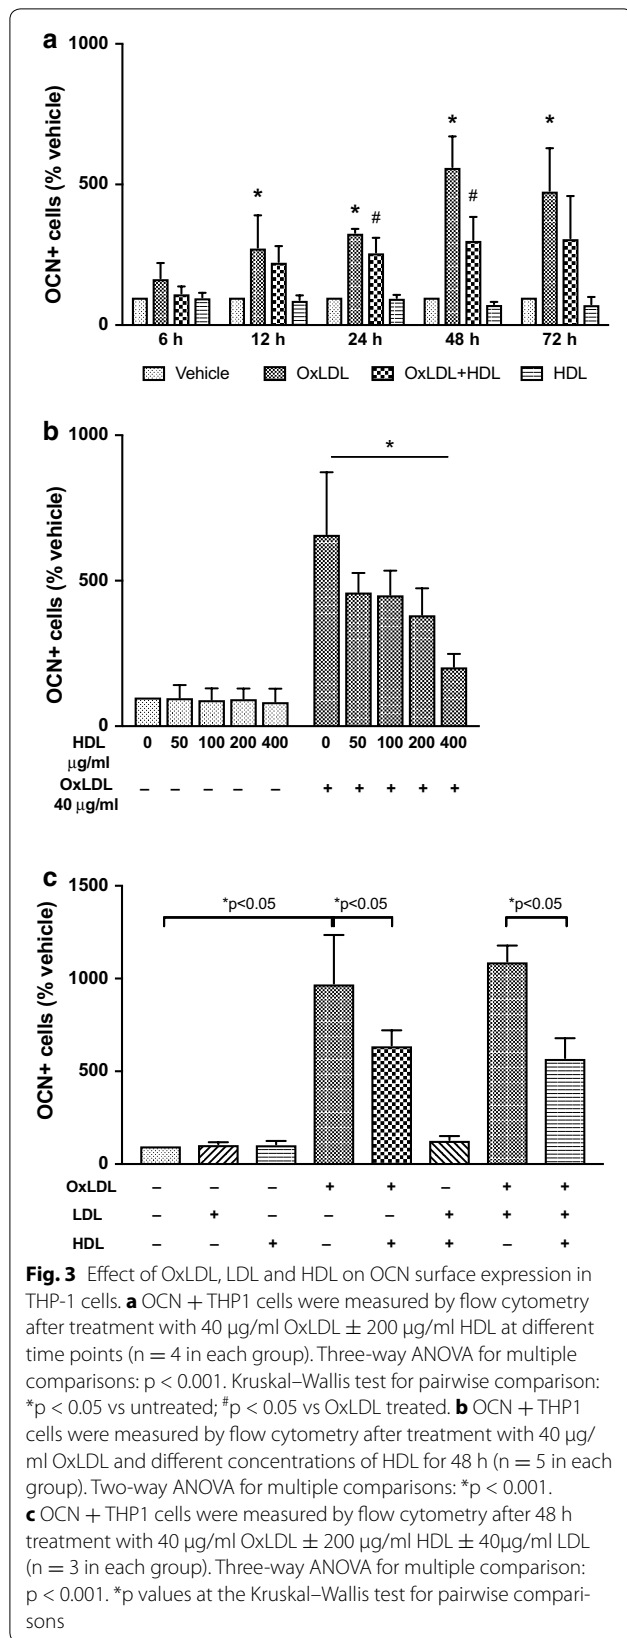 a
1000
500
0
OCN+ cells (% vehicle)
* * # * # *
6 h 12 h 24 h 48 h 72 h
Vehicle OxLDL OxLDL+HDL HDL
b
1000
500
0
OCN+ cells (% vehicle)
*
HDL 0 50 100 200 400 0 50 100 200 400
μg/ml
OxLDL – – – – – + + + + +
40 μg/ml
c
1500
1000
500
0
OCN+ cells (% vehicle)
*p<0.05 *p<0.05 *p<0.05
OxLDL – – – + + – + +
LDL – + – – – + + +
HDL – – + – + + – +
Fig. 3 Effect of OxLDL, LDL and HDL on OCN surface expression in
THP-1 cells. a OCN + THP1 cells were measured by flow cytometry
after treatment with 40 μg/ml OxLDL ± 200 μg/ml HDL at different
time points (n = 4 in each group). Three-way ANOVA for multiple
comparisons: p < 0.001. Kruskal–Wallis test for pairwise comparison:
*p < 0.05 vs untreated; #p < 0.05 vs OxLDL treated. b OCN + THP1
cells were measured by flow cytometry after treatment with 40 μg/
ml OxLDL and different concentrations of HDL for 48 h (n = 5 in each
group). Two-way ANOVA for multiple comparisons: *p < 0.001.
c OCN + THP1 cells were measured by flow cytometry after 48 h
treatment with 40 μg/ml OxLDL ± 200 μg/ml HDL ± 40μg/ml LDL
(n = 3 in each group). Three-way ANOVA for multiple comparison:
p < 0.001. *p values at the Kruskal–Wallis test for pairwise compari-
sons